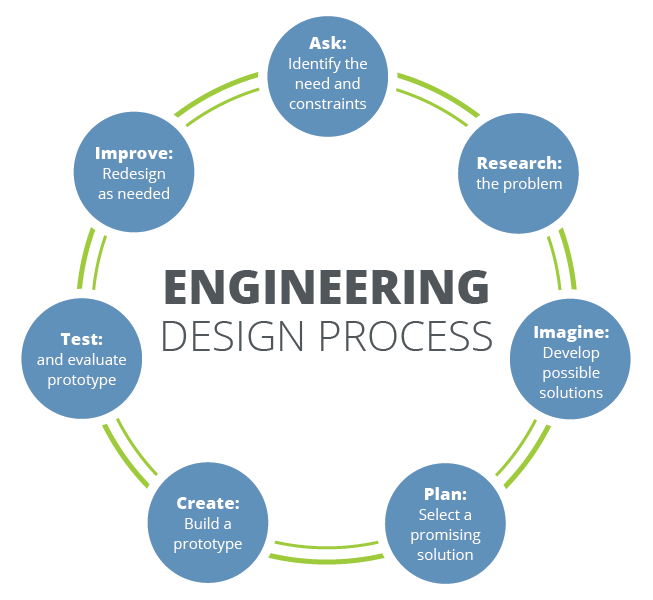 Ask:
Identify the
need and
constraints
Research:
the problem
Imagine:
Develop
possible
solutions
Plan:
Select a
promising
solution
Create:
Build a
prototype
Test:
and evaluate
prototype
Improve:
Redesign
as needed
ENGINEERING
DESIGN PROCESS